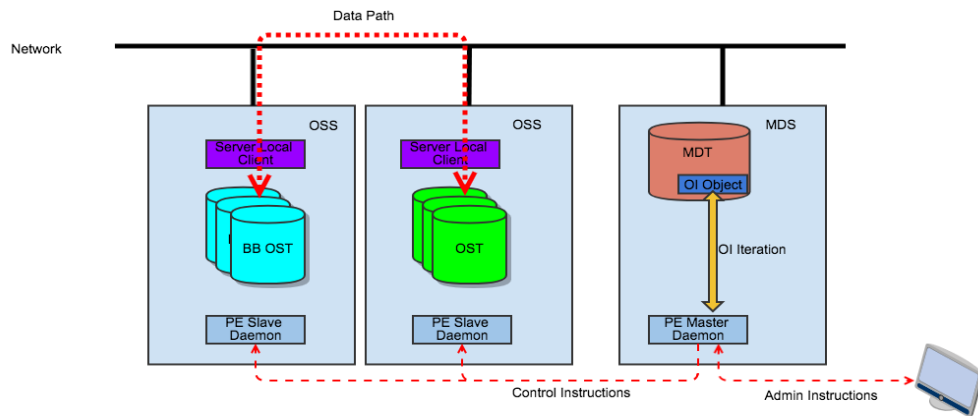 Data Path
Network
OSS
OSS
MDS
Server Local
Client
Server Local
Client
MDT
OI Object
BB OST
OST
OI Iteration
PE Slave
Daemon
PE Slave
Daemon
PE Master
Daemon
Control Instructions
Admin Instructions